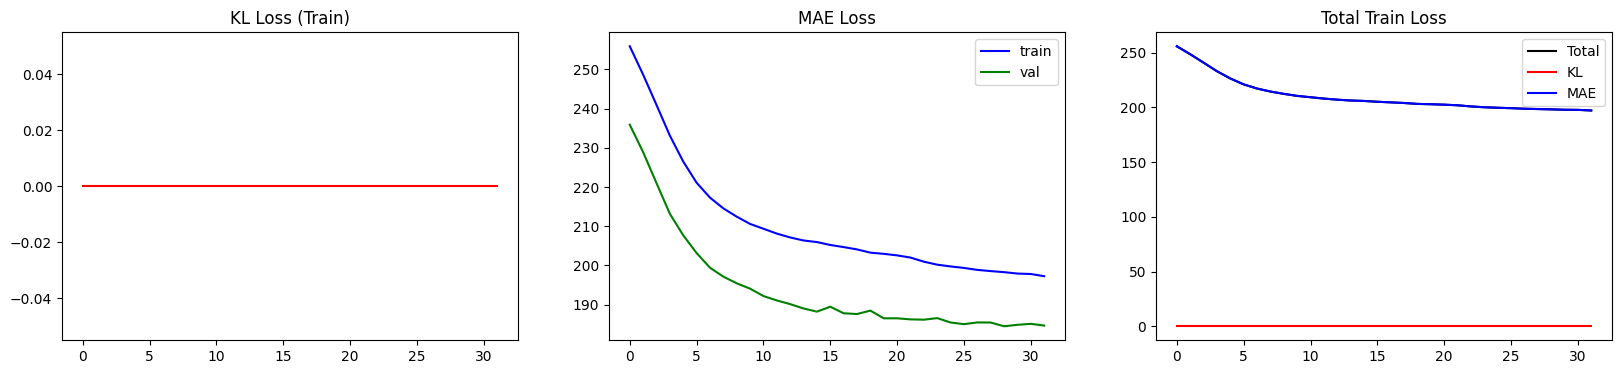 KL Loss (Train)
0.04
0.02
0.00
−0.02
−0.04
0 5 10 15 20 25 30
MAE Loss
train
val
250
240
230
220
210
200
190
0 5 10 15 20 25 30
Total Train Loss
Total
KL
MAE
250
200
150
100
50
0
0 5 10 15 20 25 30